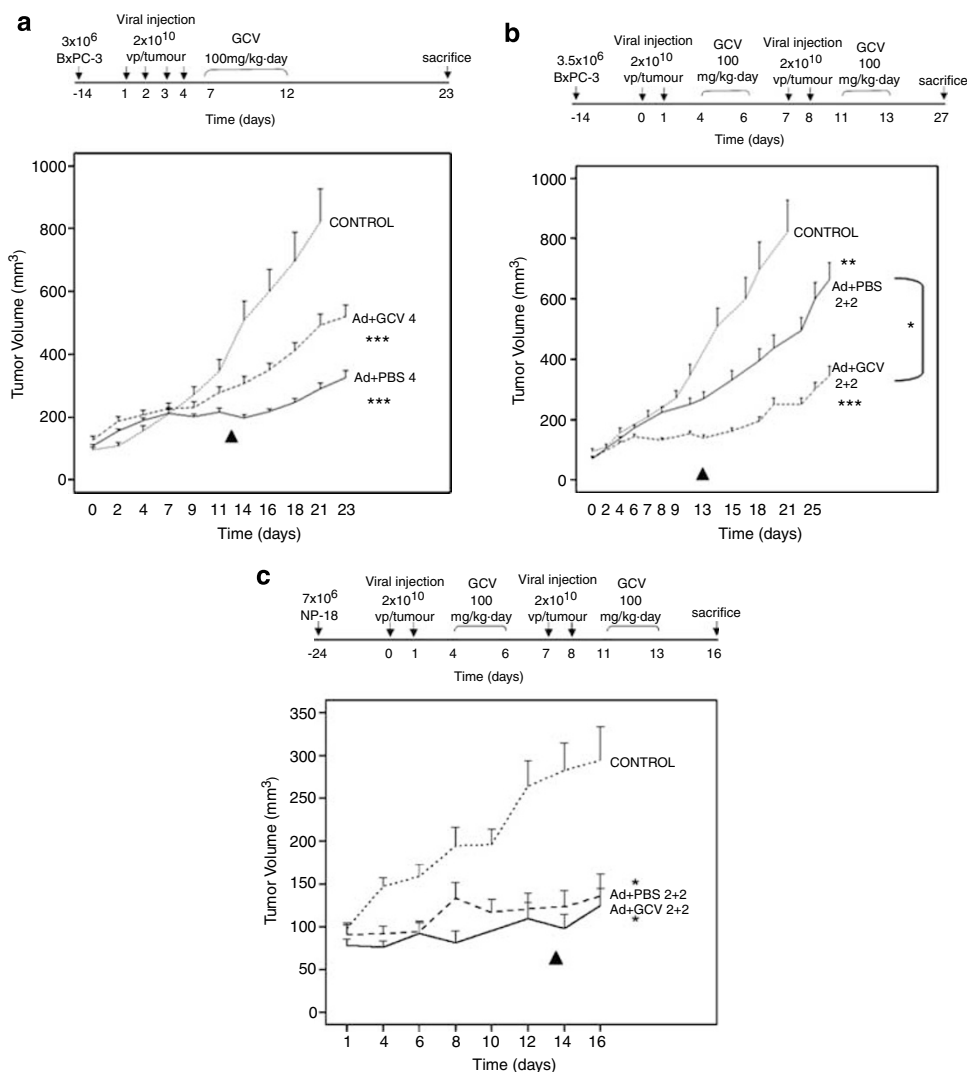 a
Viral injection
3x10⁶ 2x10¹⁰ GCV
BxPC-3 vp/tumour 100mg/kg·day sacrifice
-14 1 2 3 4 7 12 23
Time (days)
1000
800
600
400
200
0
Tumor Volume (mm³)
CONTROL
Ad+GCV 4
***
Ad+PBS 4
***
▲
0 2 4 7 9 11 14 16 18 21 23
Time (days)
b
Viral injection GCV Viral injection GCV
3.5x10⁶ 2x10¹⁰ 100 2x10¹⁰ 100
BxPC-3 vp/tumour mg/kg·day vp/tumour mg/kg·day sacrifice
-14 0 1 4 6 7 8 11 13 27
Time (days)
1000
800
600
400
200
0
Tumor Volume (mm³)
CONTROL
**
Ad+PBS
2+2
*
Ad+GCV
2+2
***
▲
0 2 4 6 7 8 9 13 15 18 21 25
Time (days)
c
Viral injection GCV Viral injection GCV
7x10⁶ 2x10¹⁰ 100 2x10¹⁰ 100
NP-18 vp/tumour mg/kg·day vp/tumour mg/kg·day sacrifice
-24 0 1 4 6 7 8 11 13 16
Time (days)
350
300
250
200
150
100
50
0
Tumor Volume (mm³)
CONTROL
*
Ad+PBS 2+2
Ad+GCV 2+2
*
▲
1 4 6 8 10 12 14 16
Time (days)